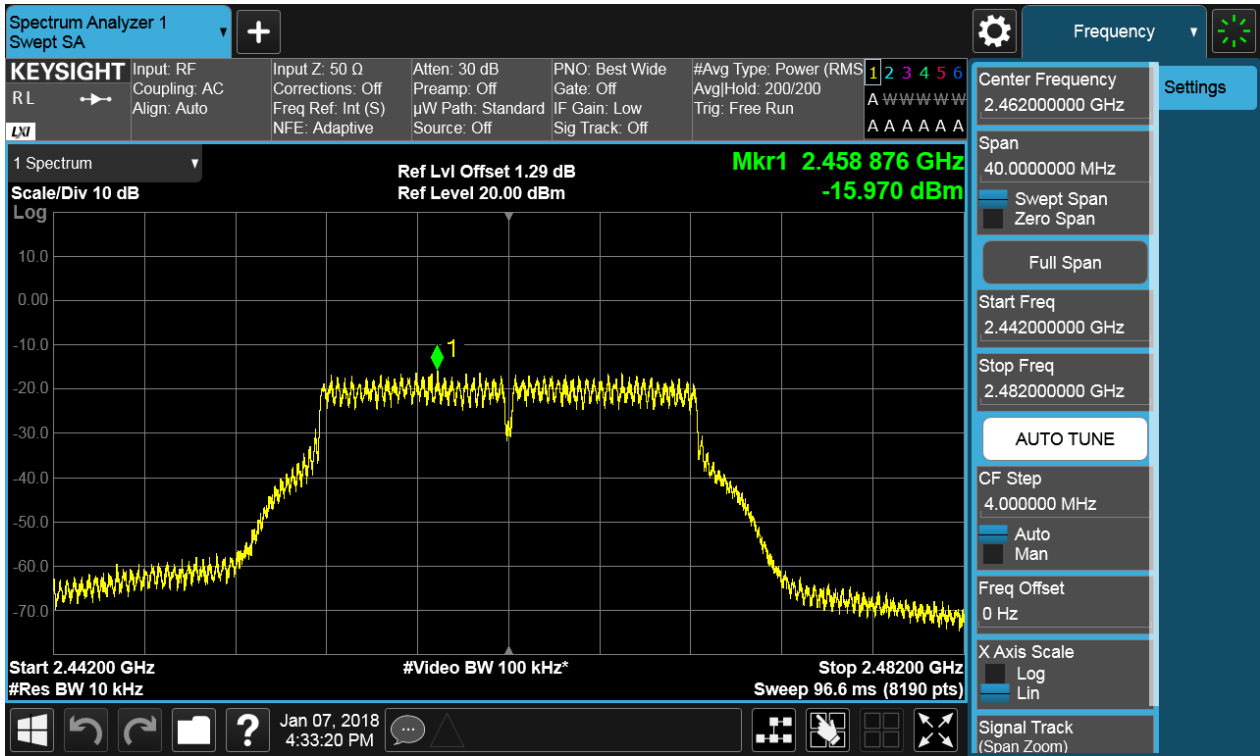 Spectrum Analyzer 1
Swept SA
+
Frequency
KEYSIGHT
R L
LXI
Input: RF
Coupling: AC
Align: Auto
Input Z: 50 Ω
Corrections: Off
Freq Ref: Int (S)
NFE: Adaptive
Atten: 30 dB
Preamp: Off
µW Path: Standard
Source: Off
PNO: Best Wide
Gate: Off
IF Gain: Low
Sig Track: Off
#Avg Type: Power (RMS
Avg|Hold: 200/200
Trig: Free Run
1 2 3 4 5 6
A W W W W W
A A A A A A
1 Spectrum
Scale/Div 10 dB
Log
Ref Lvl Offset 1.29 dB
Ref Level 20.00 dBm
Mkr1 2.458 876 GHz
-15.970 dBm
10.0
0.00
-10.0
-20.0
-30.0
-40.0
-50.0
-60.0
-70.0
1
Start 2.44200 GHz
#Res BW 10 kHz
#Video BW 100 kHz*
Stop 2.48200 GHz
Sweep 96.6 ms (8190 pts)
Center Frequency
2.462000000 GHz
Span
40.0000000 MHz
Swept Span
Zero Span
Full Span
Start Freq
2.442000000 GHz
Stop Freq
2.482000000 GHz
AUTO TUNE
CF Step
4.000000 MHz
Auto
Man
Freq Offset
0 Hz
X Axis Scale
Log
Lin
Signal Track
(Span Zoom)
Settings
?
Jan 07, 2018
4:33:20 PM